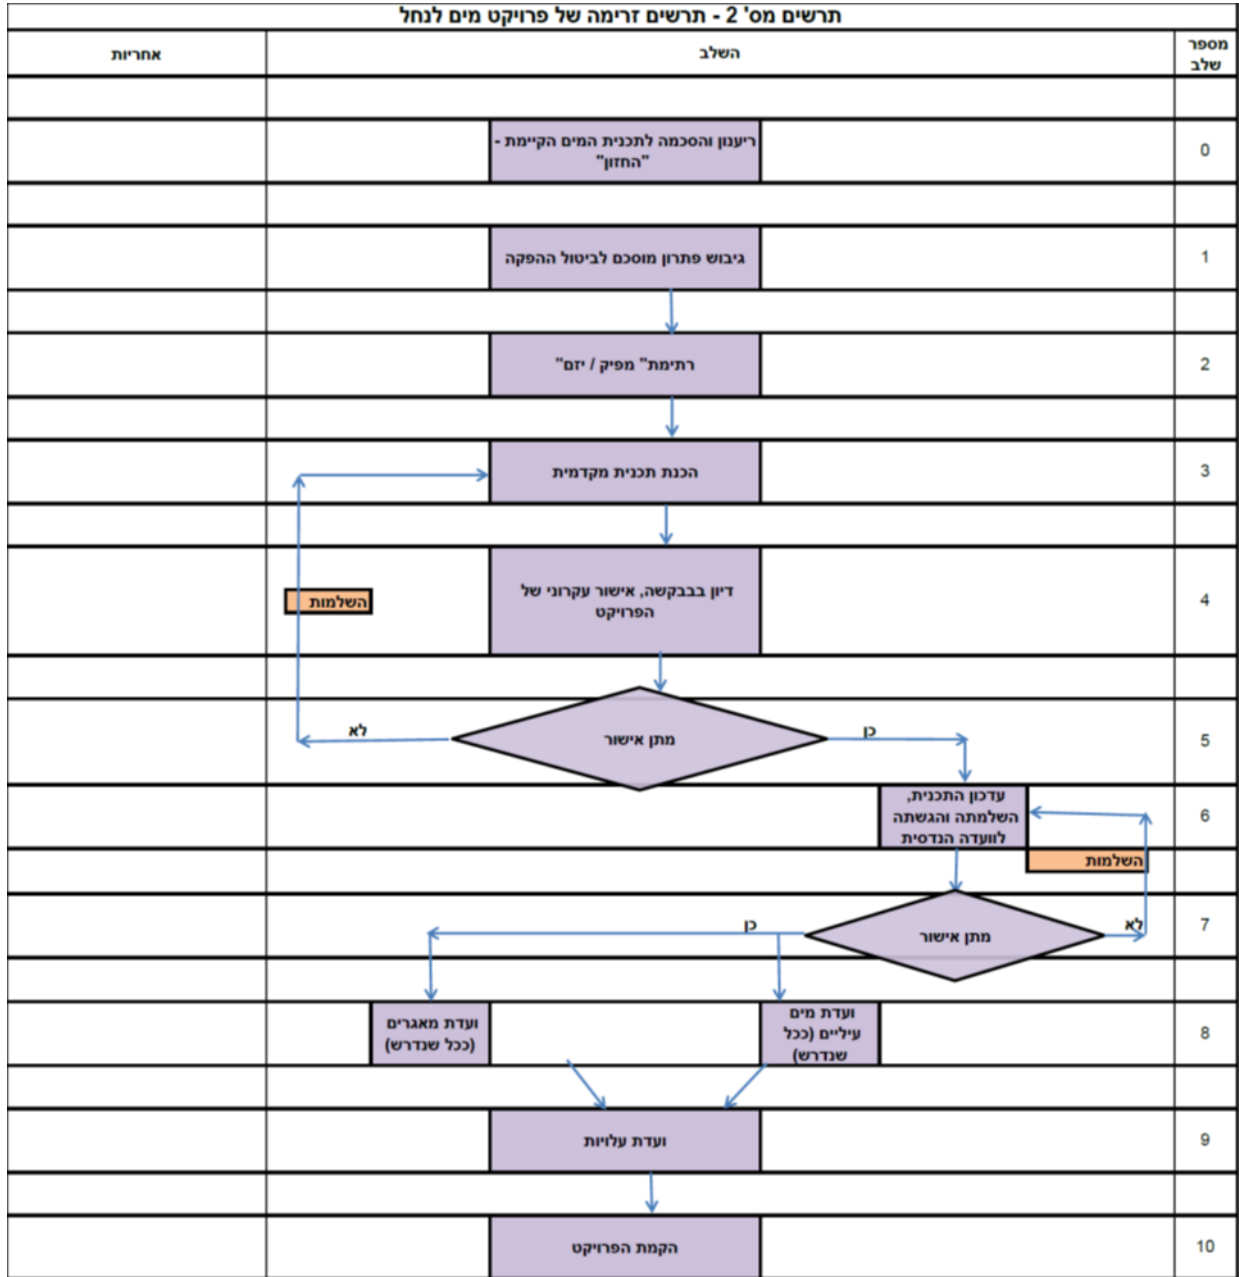 תרשים מס' 2 - תרשים זרימה של פרויקט מים לנחל
מספר
שלב
השלב
אחריות
0
ריענון והסכמה לתכנית המים הקיימת -
"החזון"
1
גיבוש פתרון מוסכם לביטול ההפקה
2
רתימת" מפיק / יזם"
3
הכנת תכנית מקדמית
4
דיון בבבקשה, אישור עקרוני של
הפרויקט
השלמות
5
כן
מתן אישור
לא
6
עדכון התכנית,
השלמתה והגשתה
לוועדה הנדסית
השלמות
7
לא
מתן אישור
כן
8
ועדת מים
עיליים (ככל
שנדרש)
ועדת מאגרים
(ככל שנדרש)
9
ועדת עלויות
10
הקמת הפרויקט